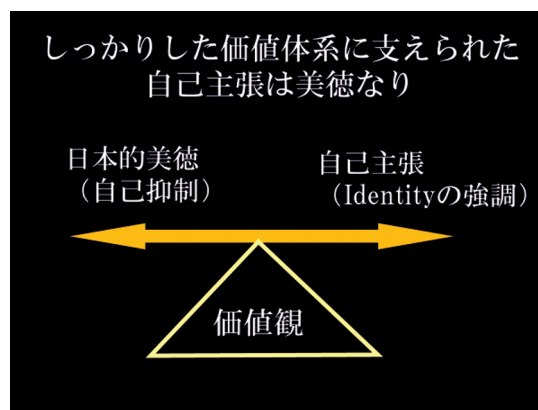 しっかりした価値体系に支えられた
自己主張は美徳なり
日本的美徳
（自己抑制）
自己主張
（Identityの強調）
価値観